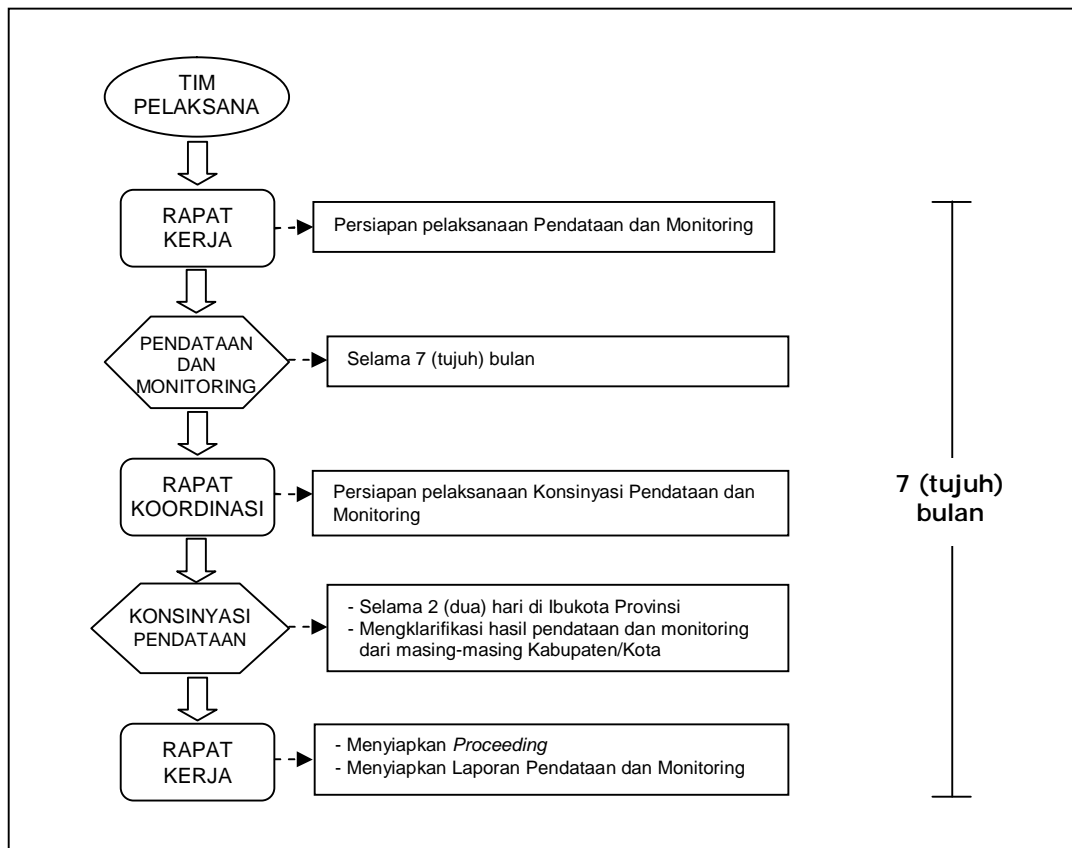 TIM
PELAKSANA
RAPAT
KERJA
Persiapan pelaksanaan Pendataan dan Monitoring
PENDATAAN
DAN
MONITORING
Selama 7 (tujuh) bulan
RAPAT
KOORDINASI
Persiapan pelaksanaan Konsinyasi Pendataan dan
Monitoring
7 (tujuh)
bulan
KONSINYASI
PENDATAAN
- Selama 2 (dua) hari di Ibukota Provinsi
- Mengklarifikasi hasil pendataan dan monitoring
dari masing-masing Kabupaten/Kota
RAPAT
KERJA
- Menyiapkan Proceeding
- Menyiapkan Laporan Pendataan dan Monitoring